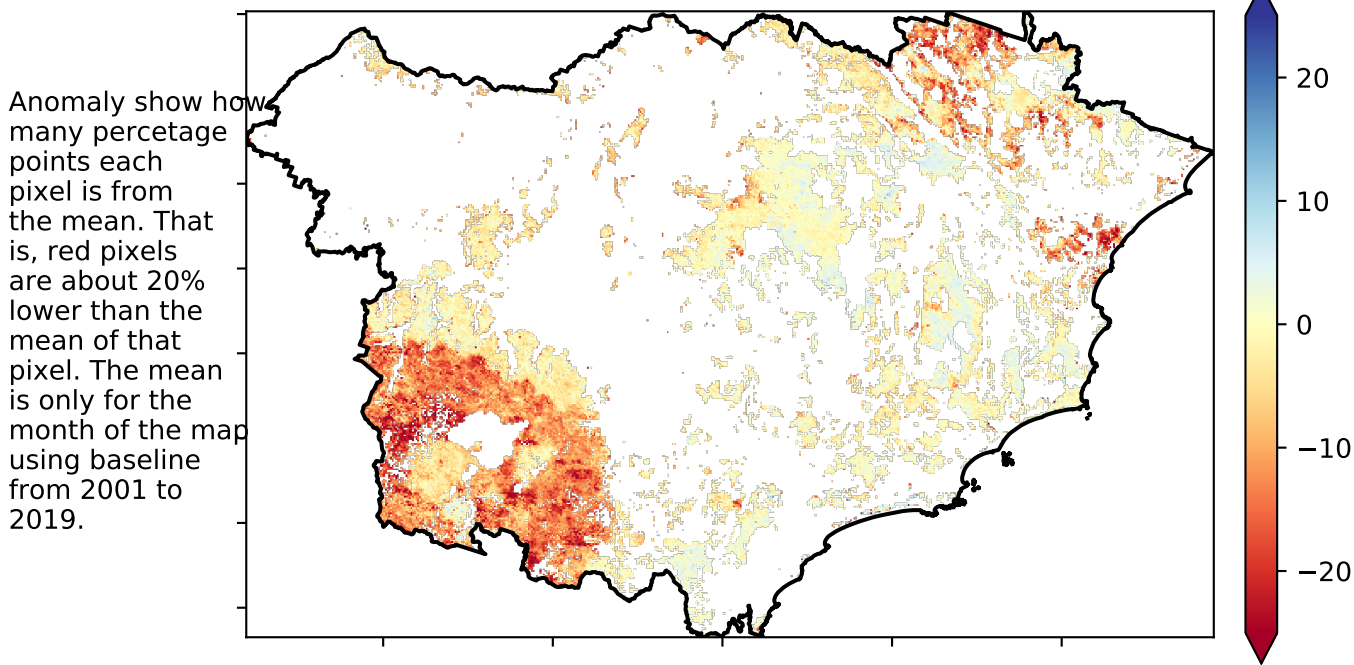 Anomaly show how
many percetage
points each
pixel is from
the mean. That
is, red pixels
are about 20%
lower than the
mean of that
pixel. The mean
is only for the
month of the map
using baseline
from 2001 to
2019.
20
10
0
−10
−20